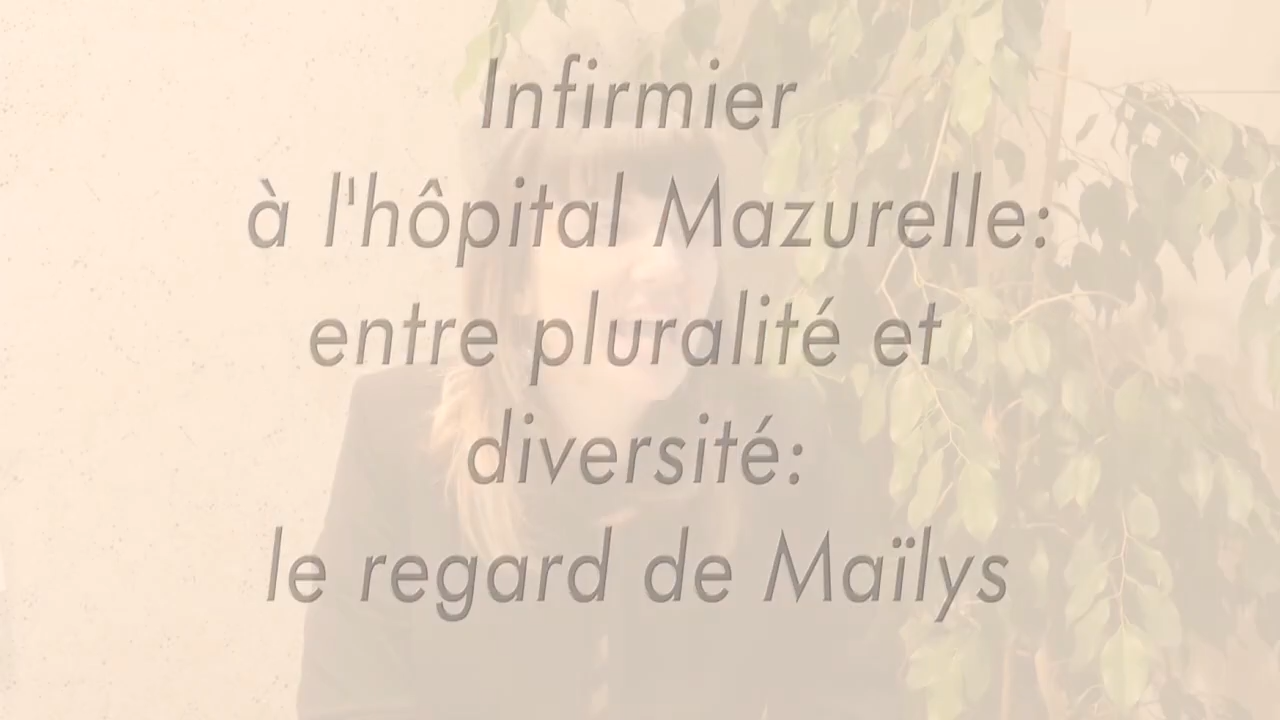 Infirmier
à l'hôpital Mazurelle:
entre pluralité et
diversité:
le regard de Maïlys